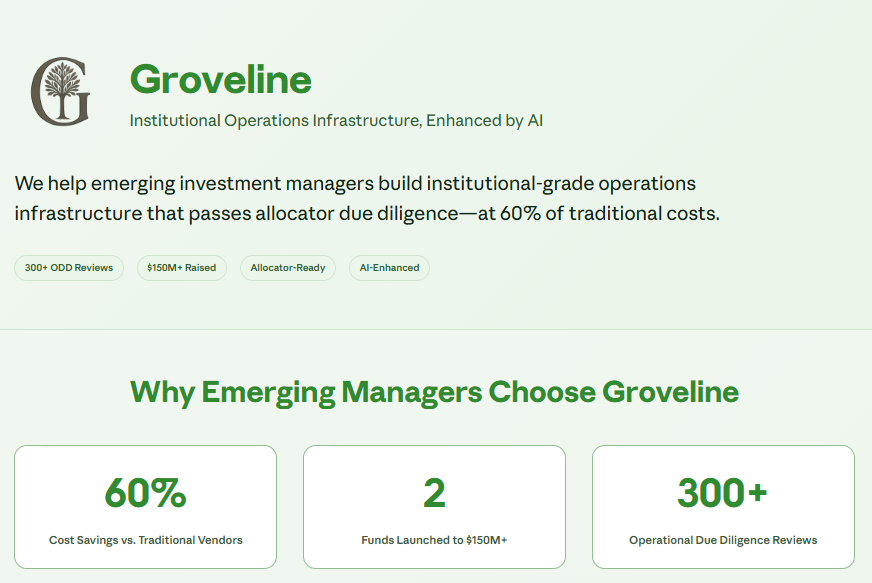 G
Groveline
Institutional Operations Infrastructure, Enhanced by AI
We help emerging investment managers build institutional-grade operations
infrastructure that passes allocator due diligence—at 60% of traditional costs.
300+ ODD Reviews
$150M+ Raised
Allocator-Ready
AI-Enhanced
Why Emerging Managers Choose Groveline
60%
2
300+
Cost Savings vs. Traditional Vendors
Funds Launched to $150M+
Operational Due Diligence Reviews